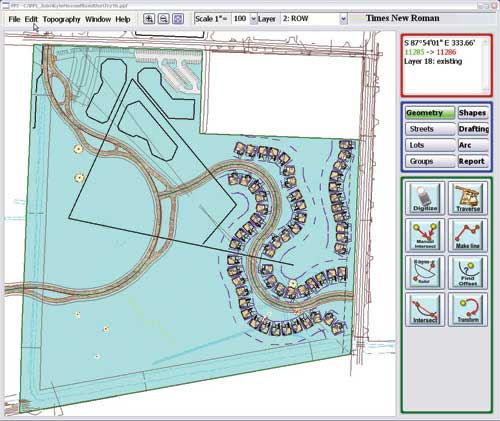 File Edit Topography Window Help
Scale 1"= 100 Layer 2: ROW Times New Roman
S 87°54'01" E 333.66'
11285 -> 11286
Layer 18: existing
Geometry Shapes
Streets Drafting
Lots Arc
Groups Report
Digitize Traverse
Manual Intersect Make line
Find Offset
Intersect Transform